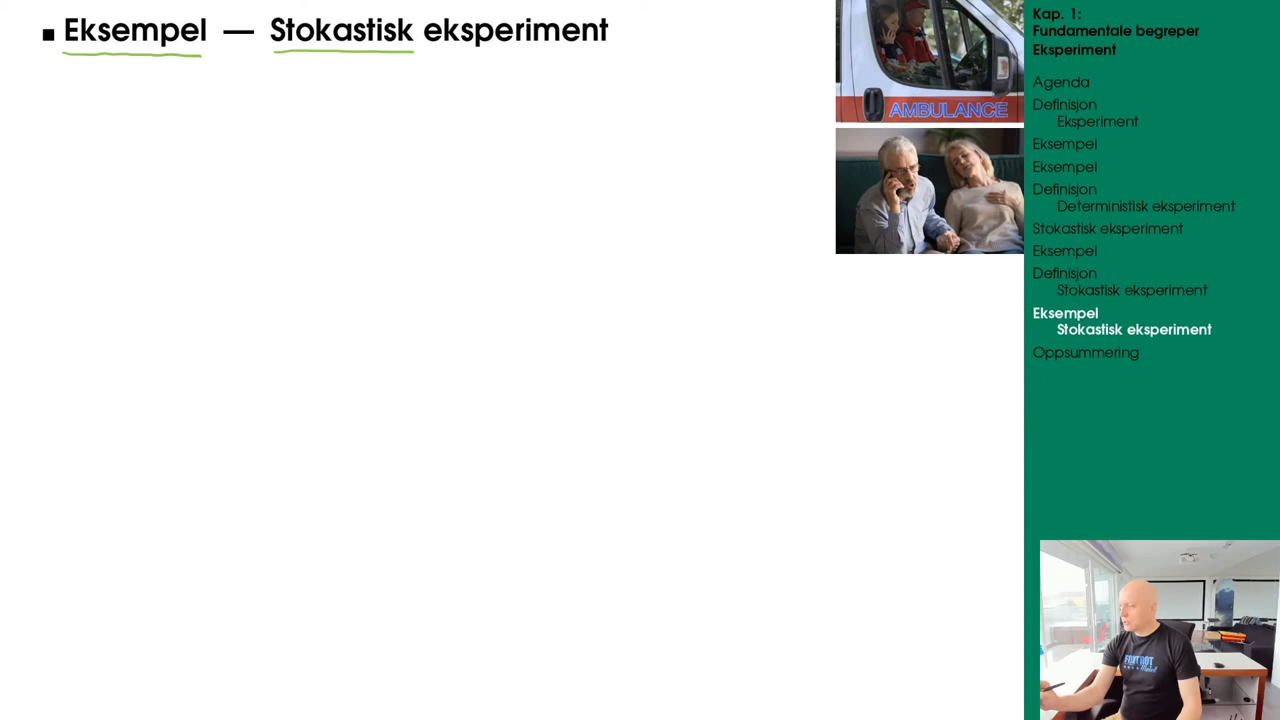 Eksempel — Stokastisk eksperiment
AMBULANCE
Kap. 1:
Fundamentale begreper
Eksperiment
Agenda
Definisjon
Eksperiment
Eksempel
Eksempel
Definisjon
Deterministisk eksperiment
Stokastisk eksperiment
Eksempel
Definisjon
Stokastisk eksperiment
Eksempel
Stokastisk eksperiment
Oppsummering